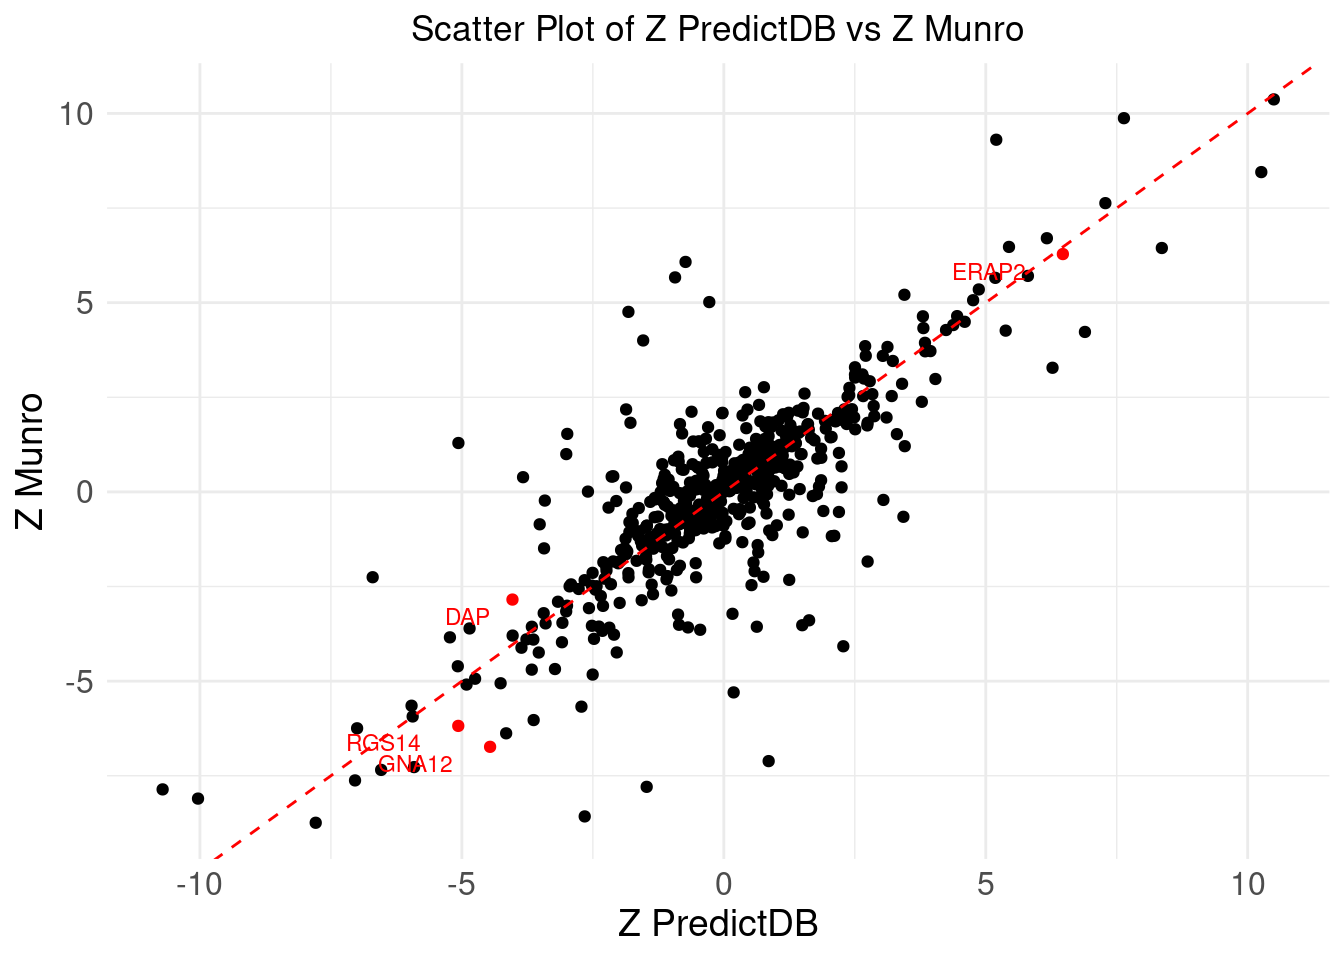 Scatter Plot of Z PredictDB vs Z Munro
10
5
0
-5
Z Munro
ERAP2
DAP
RGS14
GNA12
-10
-5
0
5
10
Z PredictDB